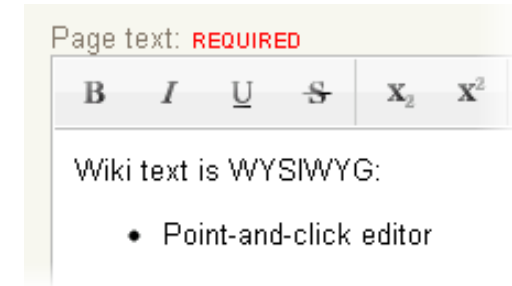 Page text: REQUIRED
B I U S X₂ X²
Wiki text is WYSIWYG:
• Point-and-click editor